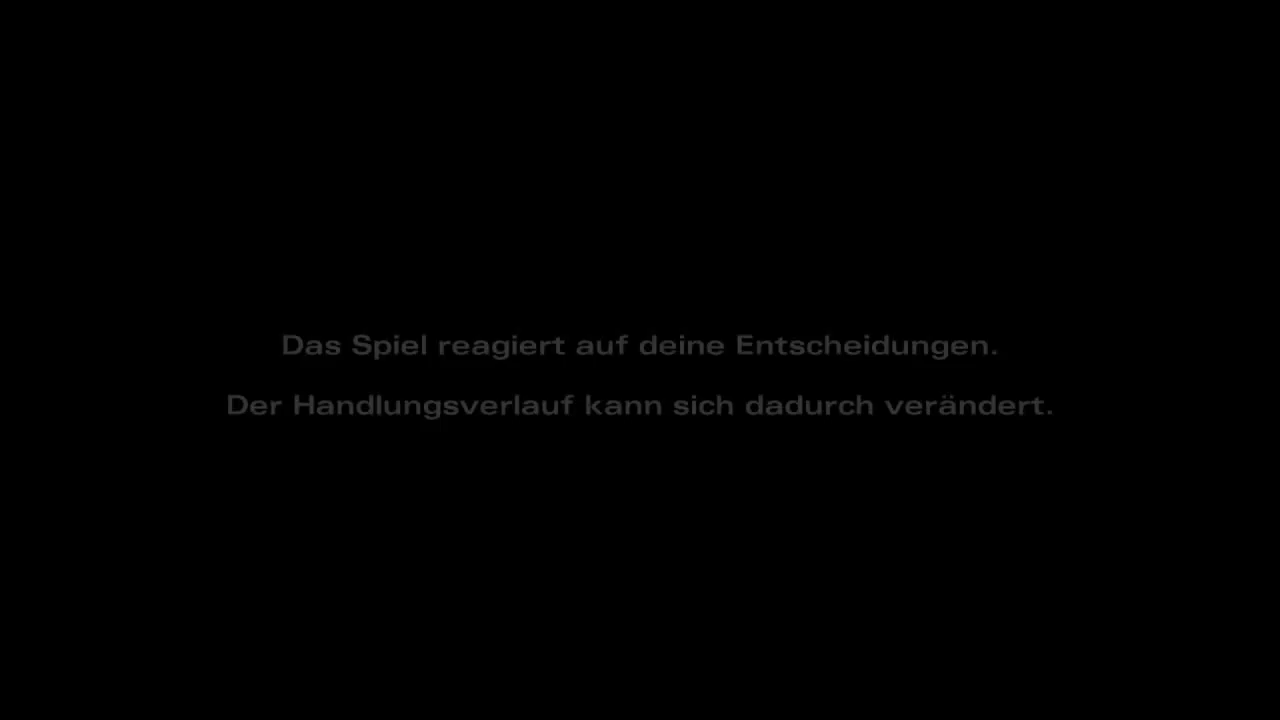 Das Spiel reagiert auf deine Entscheidungen.
Der Handlungsverlauf kann sich dadurch verändert.